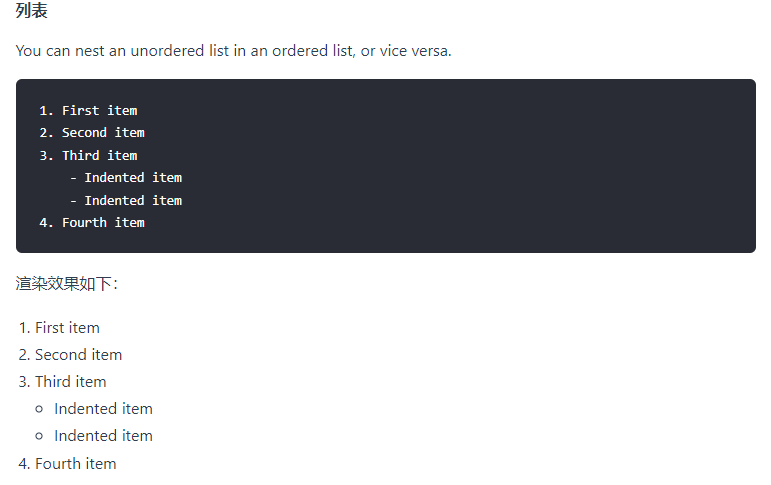 列表
You can nest an unordered list in an ordered list, or vice versa.
1. First item
2. Second item
3. Third item
    - Indented item
    - Indented item
4. Fourth item
渲染效果如下：
1. First item
2. Second item
3. Third item
    ○ Indented item
    ○ Indented item
4. Fourth item